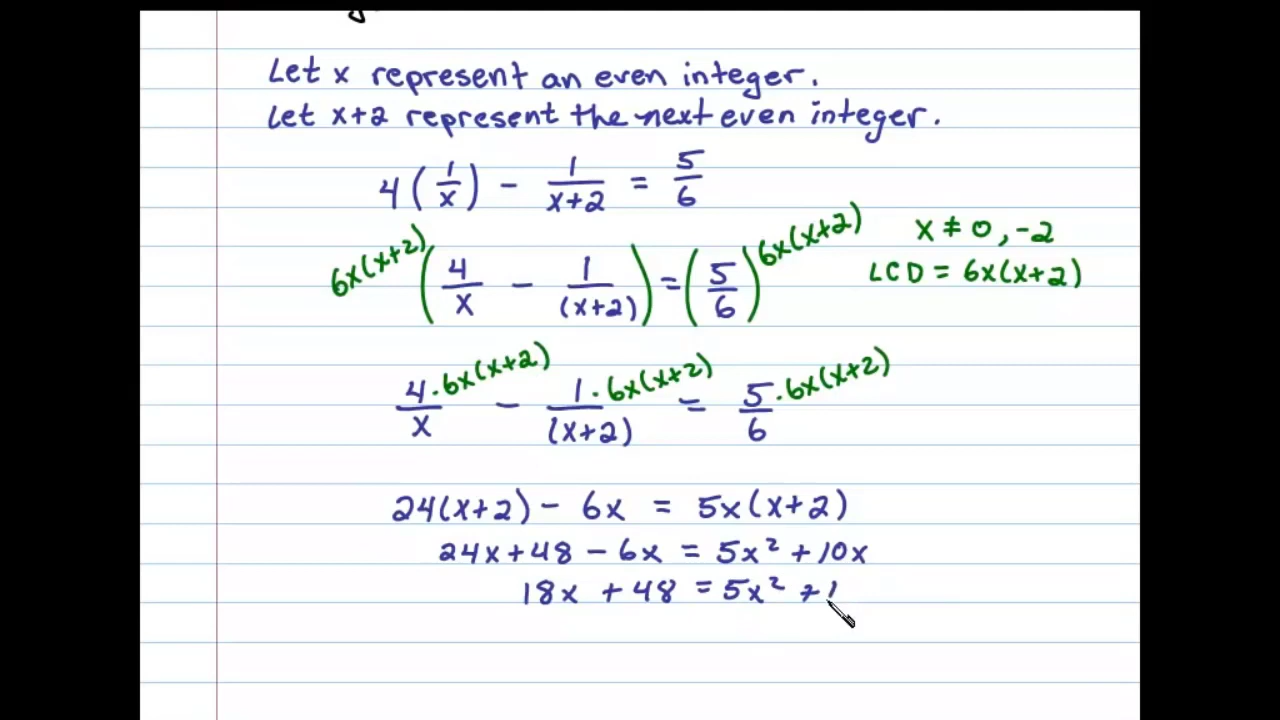 Let x represent an even integer.
Let x+2 represent the next even integer.
4(1/x) - 1/(x+2) = 5/6
x ≠ 0, -2
6x(x+2)(4/x - 1/(x+2)) = (5/6)6x(x+2)
LCD = 6x(x+2)
4·6x(x+2)/x - 1·6x(x+2)/(x+2) = 5/6·6x(x+2)
24(x+2) - 6x = 5x(x+2)
24x+48 - 6x = 5x² + 10x
18x + 48 = 5x² + 1